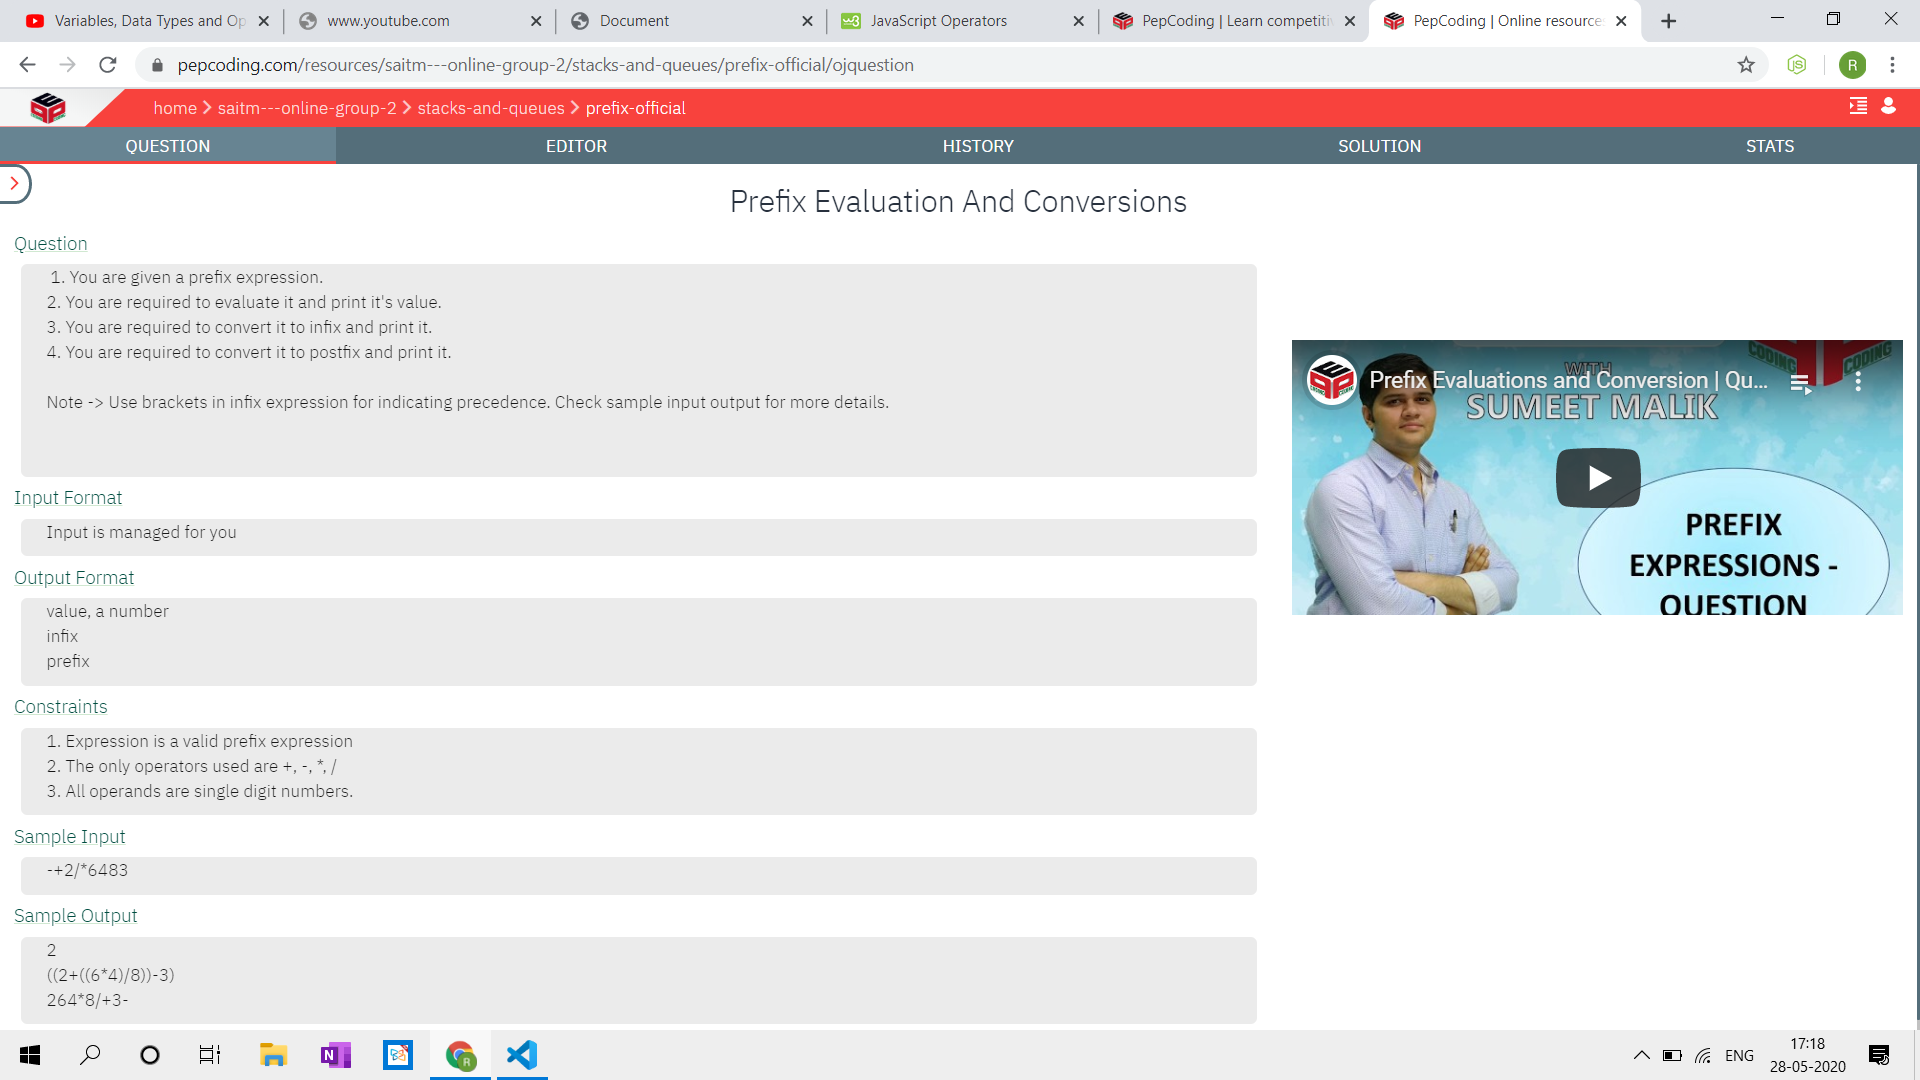 Variables, Data Types and Op
www.youtube.com
Document
JavaScript Operators
PepCoding | Learn competiti
PepCoding | Online resource
pepcoding.com/resources/saitm---online-group-2/stacks-and-queues/prefix-official/ojquestion
R
home > saitm---online-group-2 > stacks-and-queues > prefix-official
QUESTION EDITOR HISTORY SOLUTION STATS
Prefix Evaluation And Conversions
Question
1. You are given a prefix expression.
2. You are required to evaluate it and print it's value.
3. You are required to convert it to infix and print it.
4. You are required to convert it to postfix and print it.
Note -> Use brackets in infix expression for indicating precedence. Check sample input output for more details.
Input Format
Input is managed for you
Output Format
value, a number
infix
prefix
Constraints
1. Expression is a valid prefix expression
2. The only operators used are +, -, *, /
3. All operands are single digit numbers.
Sample Input
-+2/*6483
Sample Output
2
((2+((6*4)/8))-3)
264*8/+3-
CODING CODING
WITH
Prefix Evaluations and Conversion | Qu...
SUMEET MALIK
PREFIX
EXPRESSIONS -
QUESTION
ENG
17:18
28-05-2020